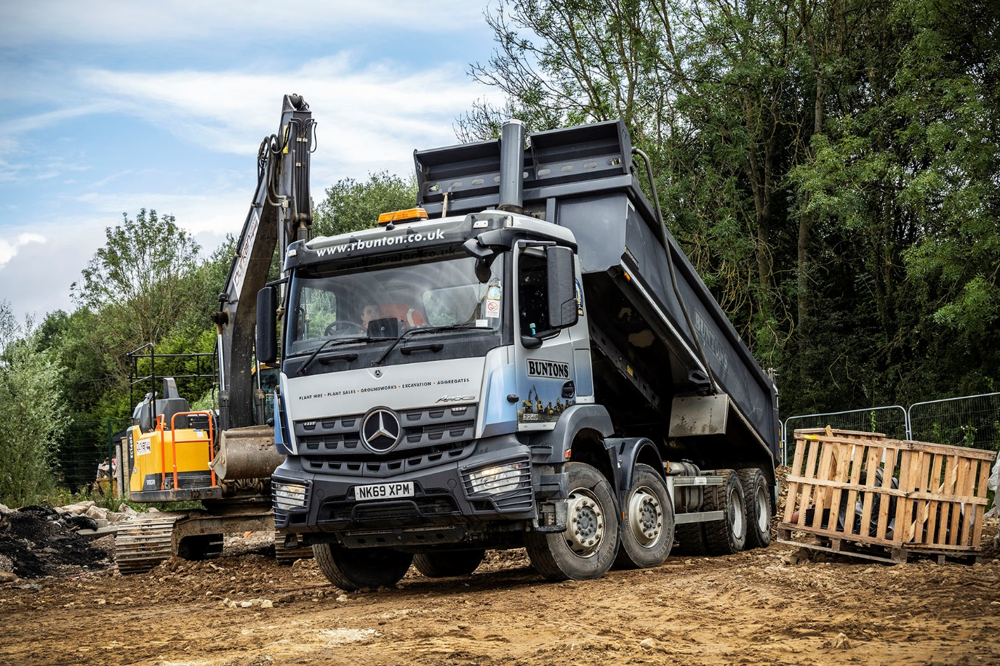 www.rbunton.co.uk
BUNTONS
PLANT HIRE • PLANT SALES • GROUNDWORKS • EXCAVATION • AGGREGATES
AROCS
NK69 XPM
BUNTONS
VOLVO